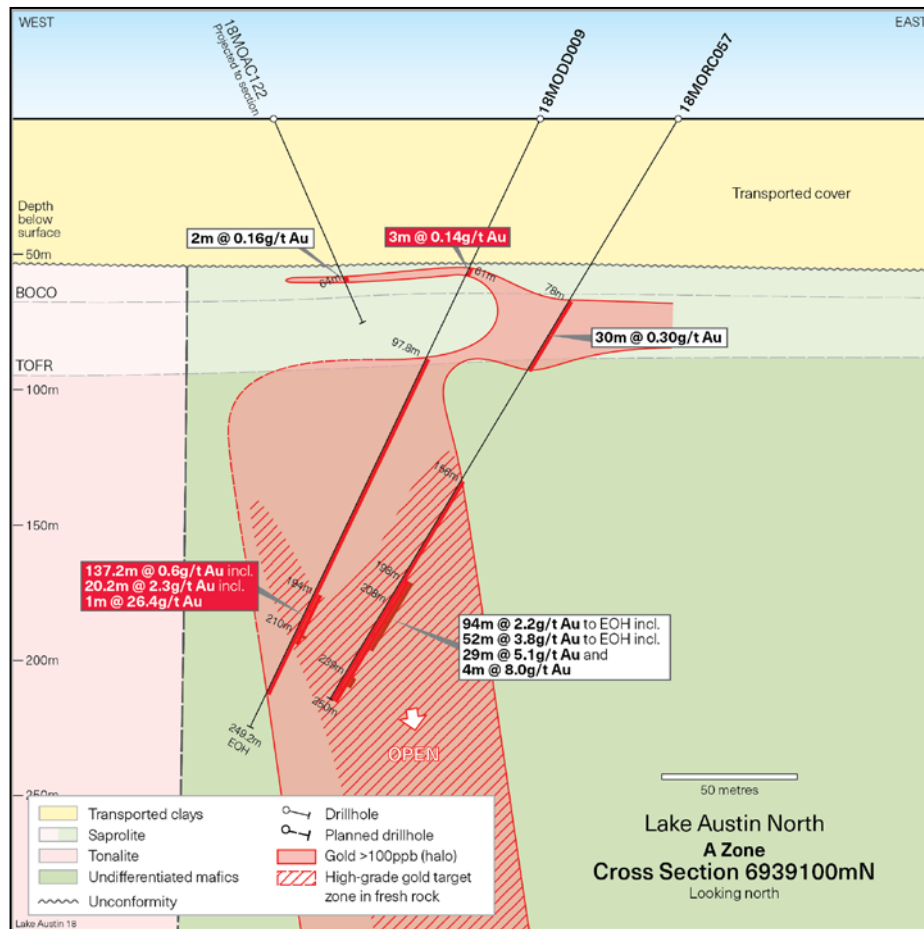 WEST
EAST
18MOAC122
Projected to section
18MODD009
18MORC057
Transported cover
Depth
below
surface
50m
2m @ 0.16g/t Au
3m @ 0.14g/t Au
64m
61m
78m
BOCO
30m @ 0.30g/t Au
97.8m
TOFR
100m
156m
150m
137.2m @ 0.6g/t Au incl.
20.2m @ 2.3g/t Au incl.
1m @ 26.4g/t Au
194m
210m
198m
208m
94m @ 2.2g/t Au to EOH incl.
52m @ 3.8g/t Au to EOH incl.
29m @ 5.1g/t Au and
4m @ 8.0g/t Au
200m
239m
250m
249.2m
EOH
OPEN
250m
50 metres
Transported clays
Saprolite
Tonalite
Undifferentiated mafics
Unconformity
Drillhole
Planned drillhole
Gold >100ppb (halo)
High-grade gold target
zone in fresh rock
Lake Austin North
A Zone
Cross Section 6939100mN
Looking north
Lake Austin 18